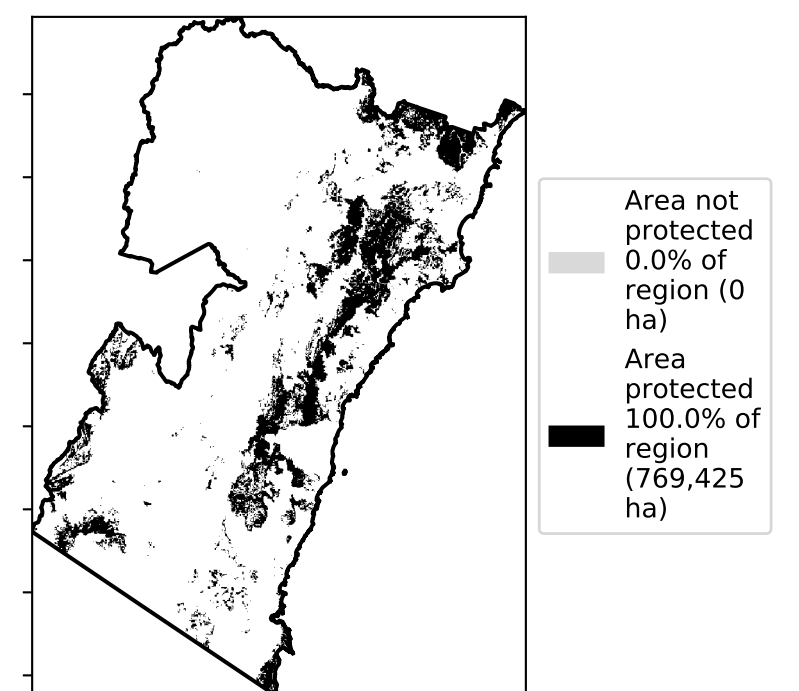 Area not
protected
0.0% of
region (0
ha)
Area
protected
100.0% of
region
(769,425
ha)